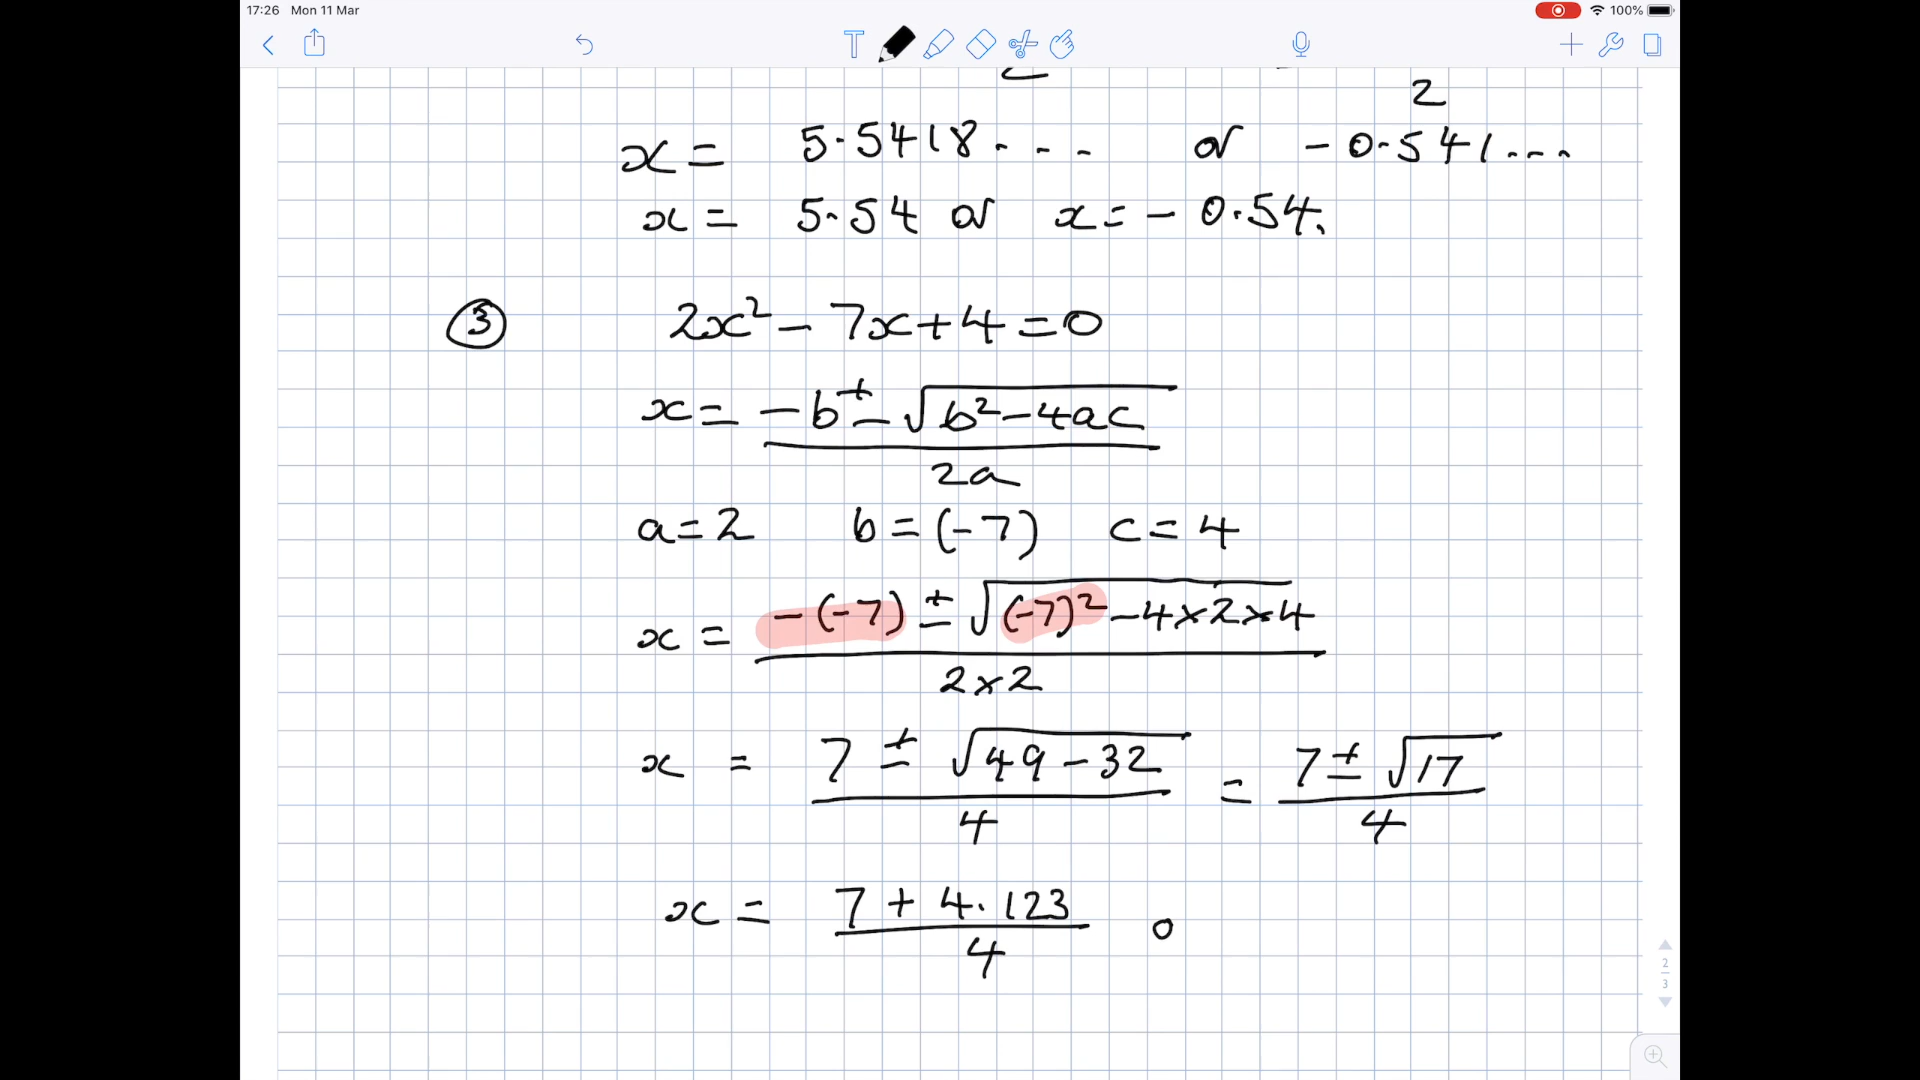 17:26 Mon 11 Mar 100%
T
2
x = 5.5418... or -0.541...
x = 5.54 or x = -0.54.
③ 2x² - 7x + 4 = 0
x = -b ± √b² - 4ac
2a
a = 2 b = (-7) c = 4
x = -(-7) ± √(-7)² - 4 × 2 × 4
2 × 2
x = 7 ± √49 - 32 = 7 ± √17
4 4
x = 7 + 4.123 o
4
2
3